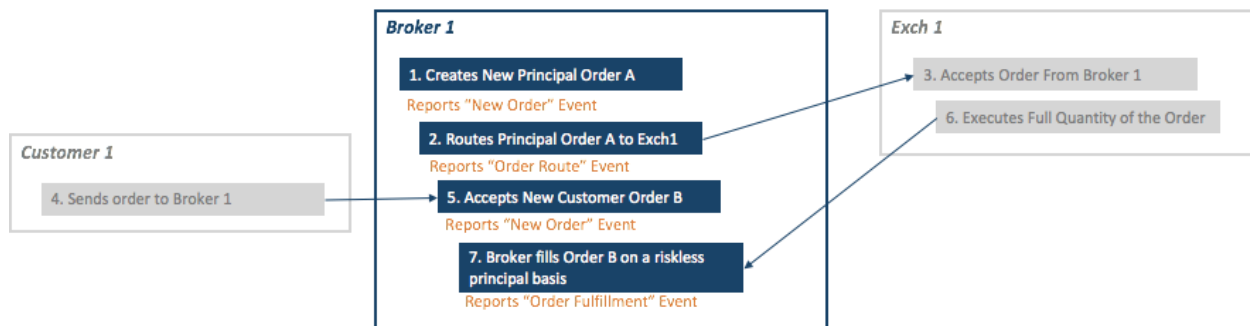 Broker 1
1. Creates New Principal Order A
Reports "New Order" Event
2. Routes Principal Order A to Exch1
Reports "Order Route" Event
5. Accepts New Customer Order B
Reports "New Order" Event
7. Broker fills Order B on a riskless
principal basis
Reports "Order Fulfillment" Event
Customer 1
4. Sends order to Broker 1
Exch 1
3. Accepts Order From Broker 1
6. Executes Full Quantity of the Order